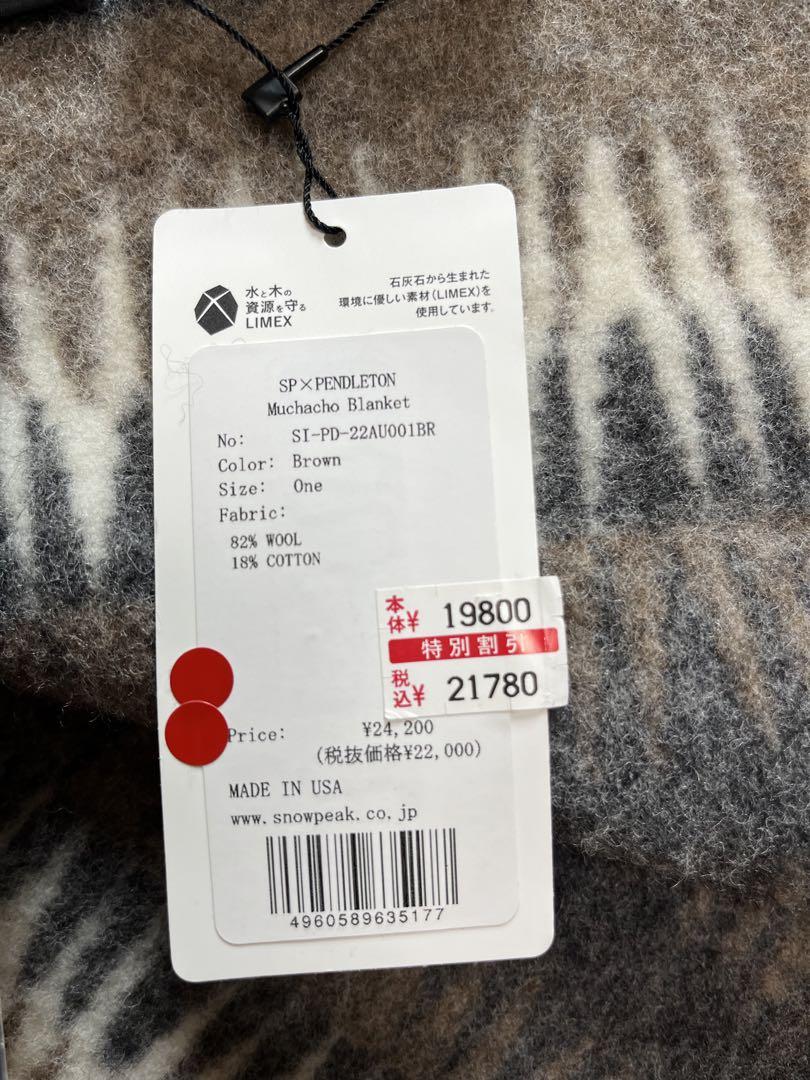 水と木の
資源を守る
LIMEX
石灰石から生まれた
環境に優しい素材(LIMEX)を
使用しています。
SP×PENDLETON
Muchacho Blanket
No: SI-PD-22AU001BR
Color: Brown
Size: One
Fabric:
82% WOOL
18% COTTON
本体¥ 19800
特別割引
税込¥ 21780
Price: ¥24,200
(税抜価格¥22,000)
MADE IN USA
www.snowpeak.co.jp
4960589635177